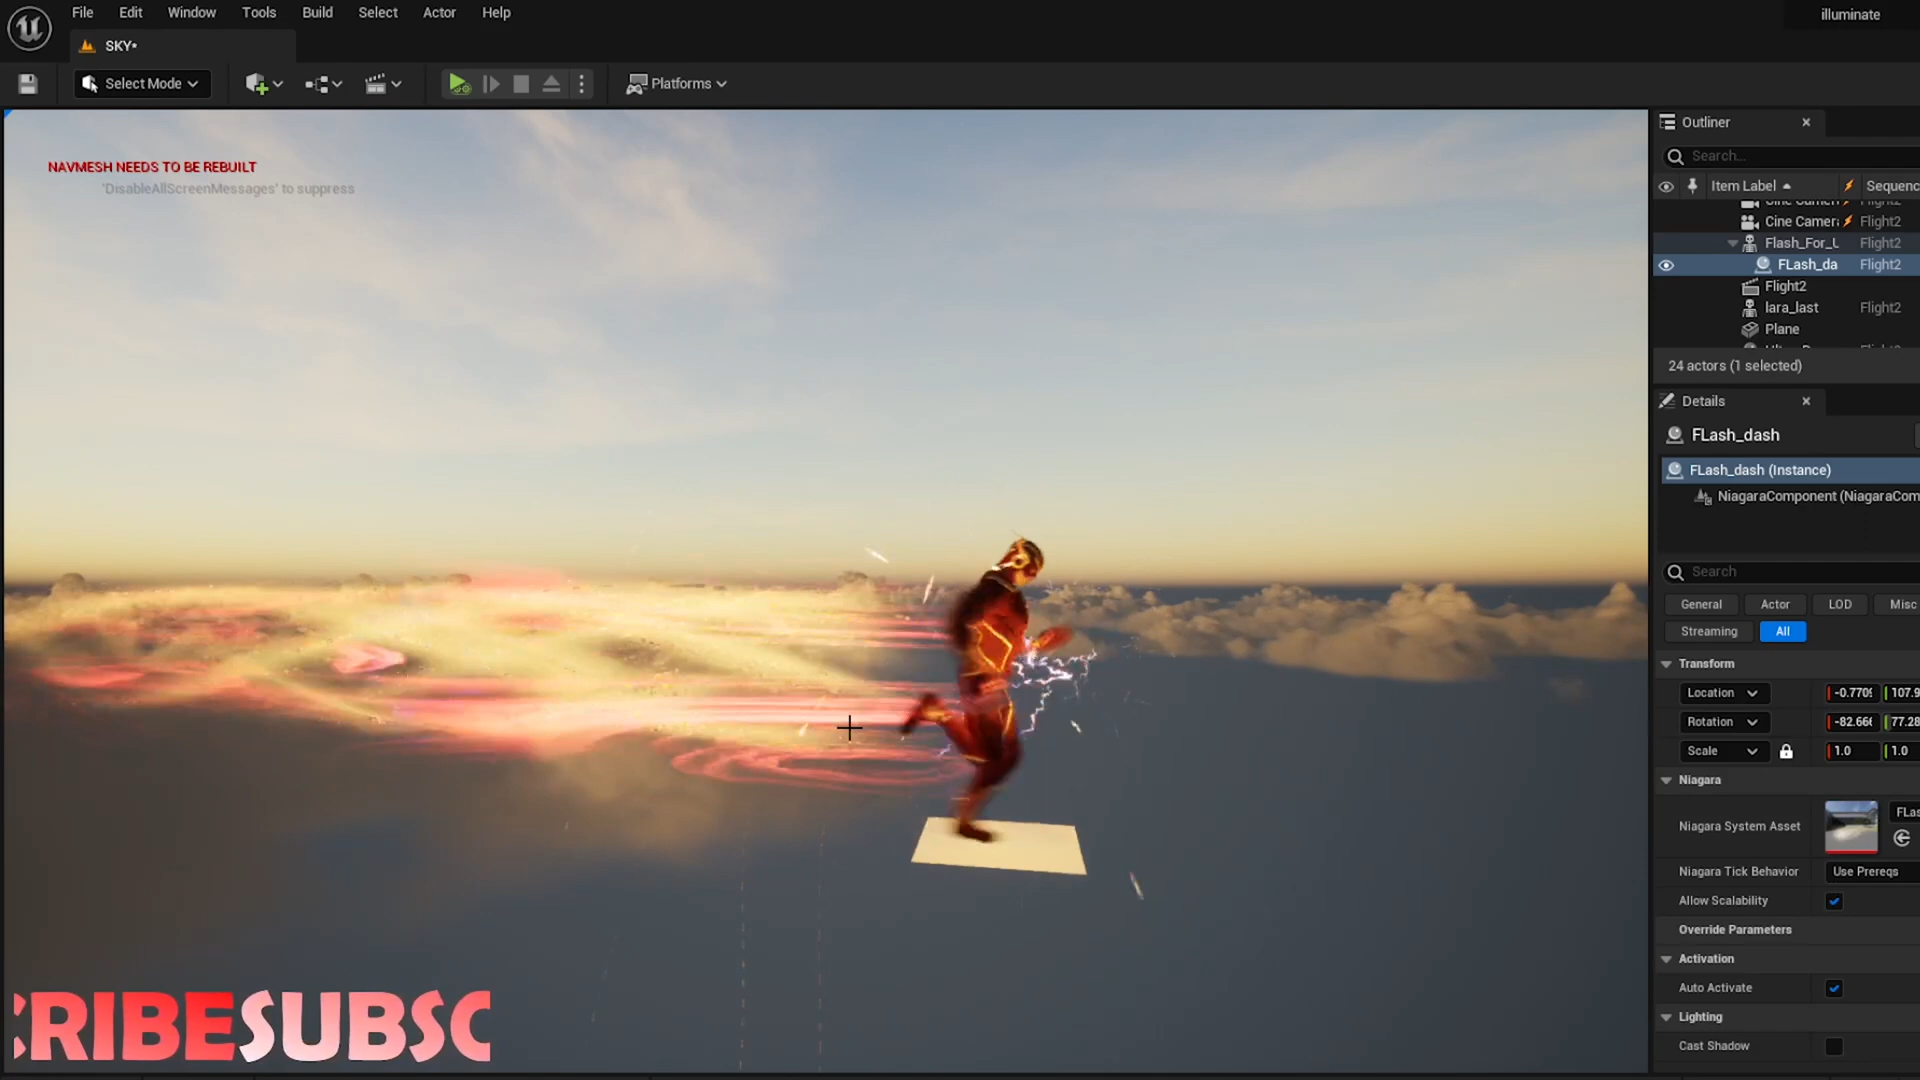 File Edit Window Tools Build Select Actor Help
illuminate
SKY•
Select Mode
Platforms
NAVMESH NEEDS TO BE REBUILT
'DisableAllScreenMessages' to suppress
Outliner
Search...
Item Label Sequenc
Cine Camera Flight2
Flash_For_U Flight2
FLash_da Flight2
Flight2
lara_last Flight2
Plane
24 actors (1 selected)
Details
FLash_dash
FLash_dash (Instance)
NiagaraComponent (NiagaraCom
Search
General Actor LOD Misc
Streaming All
Transform
Location -0.770 107.9
Rotation -82.66 77.28
Scale 1.0 1.0
Niagara
Niagara System Asset FLas
Niagara Tick Behavior Use Prereqs
Allow Scalability
Override Parameters
Activation
Auto Activate
Lighting
Cast Shadow
CRIBESUBSC